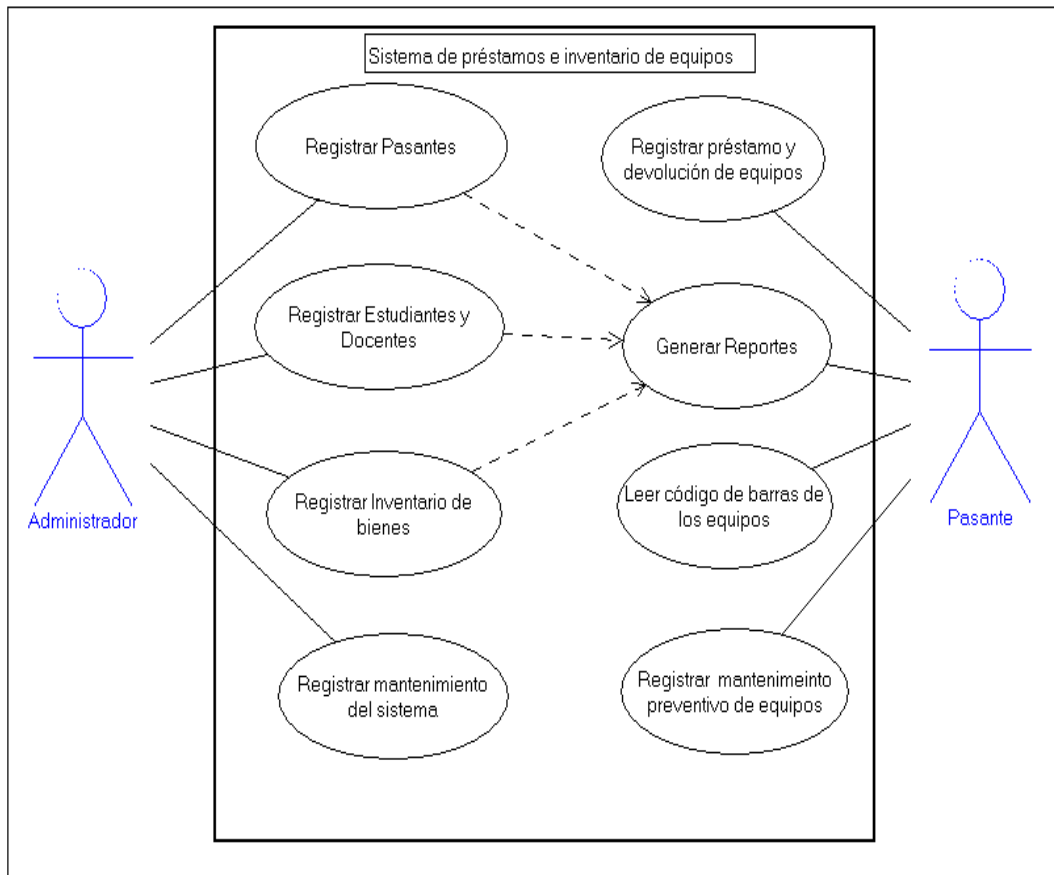 Sistema de préstamos e inventario de equipos
Registrar Pasantes
Registrar préstamo y
devolución de equipos
Registrar Estudiantes y
Docentes
Generar Reportes
Registrar Inventario de
bienes
Leer código de barras de
los equipos
Administrador
Pasante
Registrar mantenimiento
del sistema
Registrar mantenimeinto
preventivo de equipos